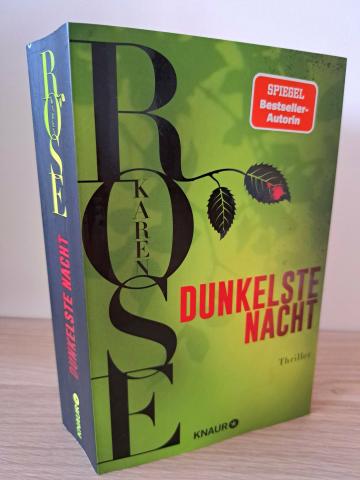 ROSE
KAREN
SPIEGEL
Bestseller-
Autorin
DUNKELSTE
NACHT
Thriller
KNAUR
ROSE
DUNKELSTE NACHT
KNAUR